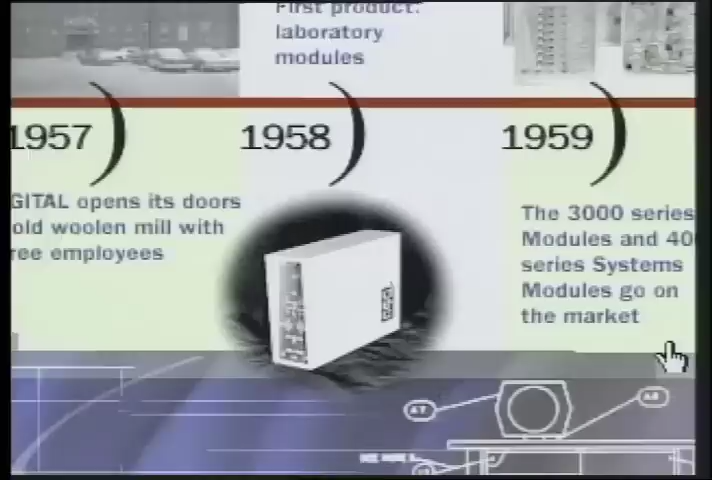 First product:
laboratory
modules
1957
1958
1959
GITAL opens its doors
old woolen mill with
ree employees
The 3000 series
Modules and 40
series Systems
Modules go on
the market